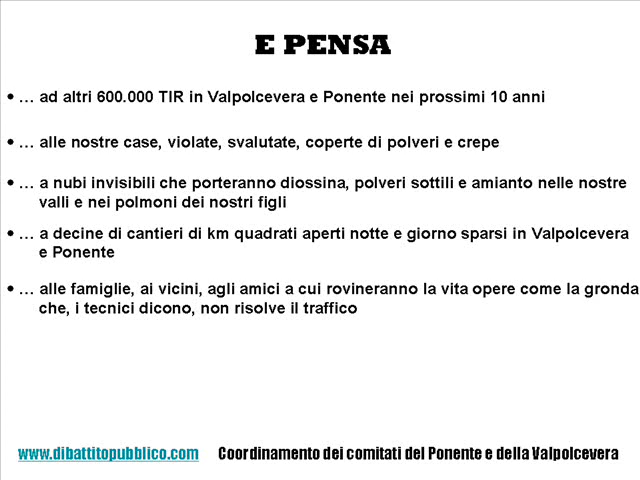 E PENSA
• … ad altri 600.000 TIR in Valpolcevera e Ponente nei prossimi 10 anni
• … alle nostre case, violate, svalutate, coperte di polveri e crepe
• … a nubi invisibili che porteranno diossina, polveri sottili e amianto nelle nostre
valli e nei polmoni dei nostri figli
• … a decine di cantieri di km quadrati aperti notte e giorno sparsi in Valpolcevera
e Ponente
• … alle famiglie, ai vicini, agli amici a cui rovineranno la vita opere come la gronda
che, i tecnici dicono, non risolve il traffico
www.dibattitopubblico.com Coordinamento dei comitati del Ponente e della Valpolcevera